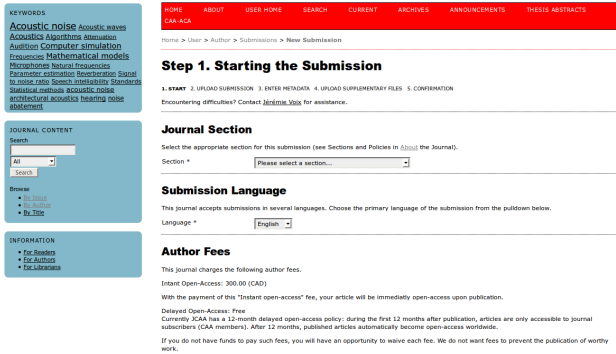 KEYWORDS
Acoustic noise Acoustic waves
Acoustics Algorithms Attenuation
Audition Computer simulation
Frequencies Mathematical models
Microphones Natural frequencies
Parameter estimation Reverberation Signal
to noise ratio Speech intelligibility Standards
Statistical methods acoustic noise
architectural acoustics hearing noise
abatement
JOURNAL CONTENT
Search
All
Search
Browse
By Issue
By Author
By Title
INFORMATION
For Readers
For Authors
For Librarians
HOME ABOUT USER HOME SEARCH CURRENT ARCHIVES ANNOUNCEMENTS THESIS ABSTRACTS
CAA-ACA
Home > User > Author > Submissions > New Submission
Step 1. Starting the Submission
1. START 2. UPLOAD SUBMISSION 3. ENTER METADATA 4. UPLOAD SUPPLEMENTARY FILES 5. CONFIRMATION
Encountering difficulties? Contact Jérémie Voix for assistance.
Journal Section
Select the appropriate section for this submission (see Sections and Policies in About the Journal).
Section * Please select a section...
Submission Language
This journal accepts submissions in several languages. Choose the primary language of the submission from the pulldown below.
Language * English
Author Fees
This journal charges the following author fees.
Intant Open-Access: 300.00 (CAD)
With the payment of this "Instant open-access" fee, your article will be immediatly open-access upon publication.
Delayed Open-Access: Free
Currently JCAA has a 12-month delayed open-access policy: during the first 12 months after publication, articles are only accessible to journal
subscribers (CAA members). After 12 months, published articles automatically become open-access worldwide.
If you do not have funds to pay such fees, you will have an opportunity to waive each fee. We do not want fees to prevent the publication of worthy
work.